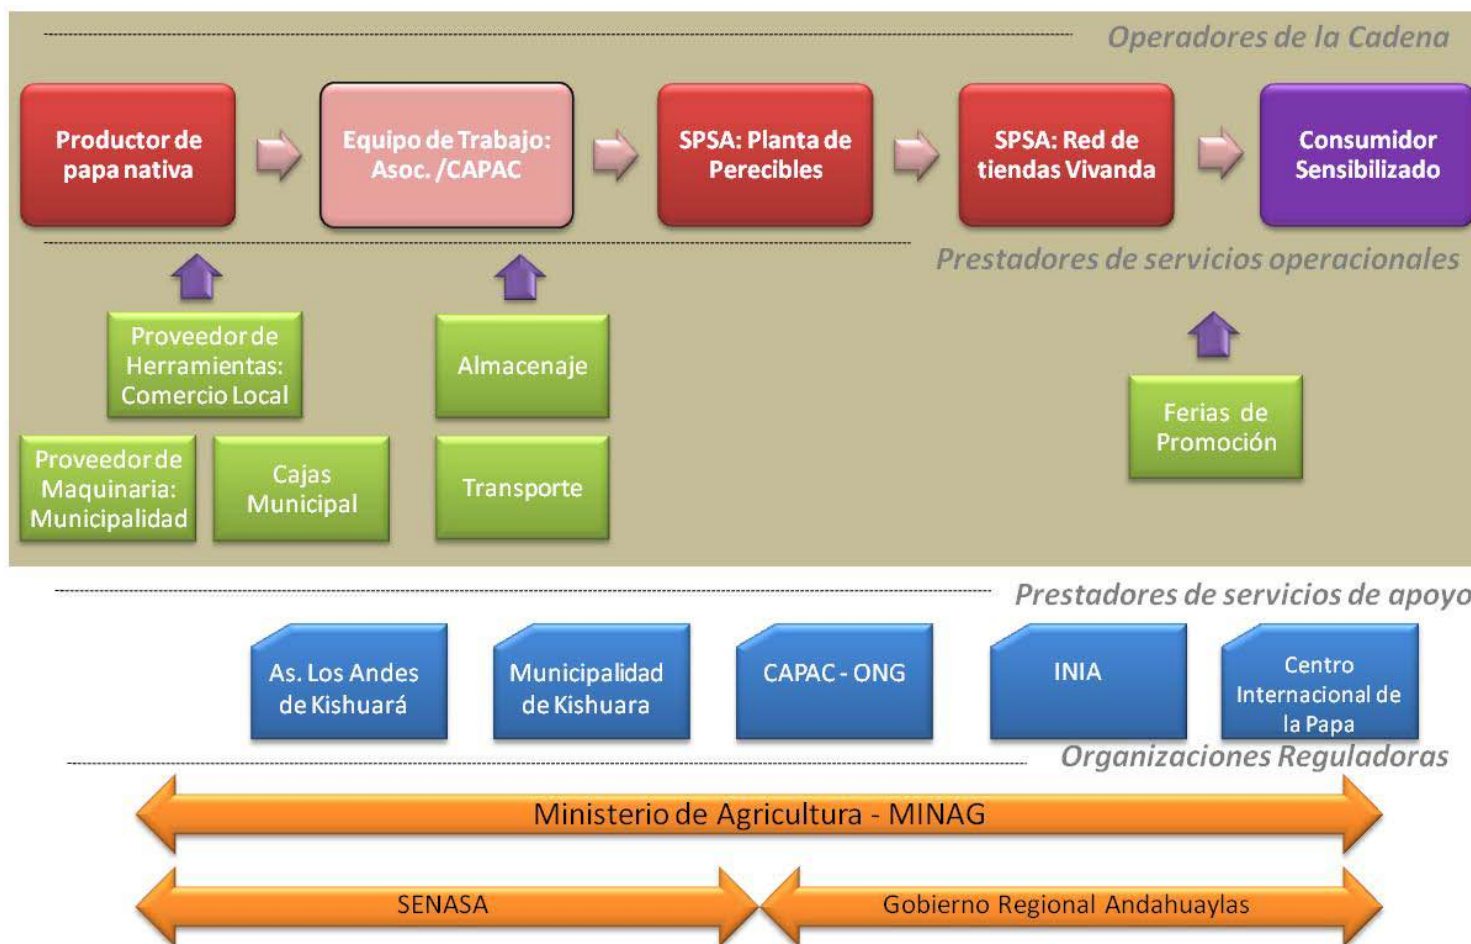 Operadores de la Cadena
Productor de
papa nativa
Equipo de Trabajo:
Asoc. /CAPAC
SPSA: Planta de
Perecibles
SPSA: Red de
tiendas Vivanda
Consumidor
Sensibilizado
Prestadores de servicios operacionales
Proveedor de
Herramientas:
Comercio Local
Almacenaje
Ferias de
Promoción
Proveedor de
Maquinaria:
Municipalidad
Cajas
Municipal
Transporte
Prestadores de servicios de apoyo
As. Los Andes
de Kishuará
Municipalidad
de Kishuara
CAPAC - ONG
INIA
Centro
Internacional de
la Papa
Organizaciones Reguladoras
Ministerio de Agricultura - MINAG
SENASA
Gobierno Regional Andahuaylas